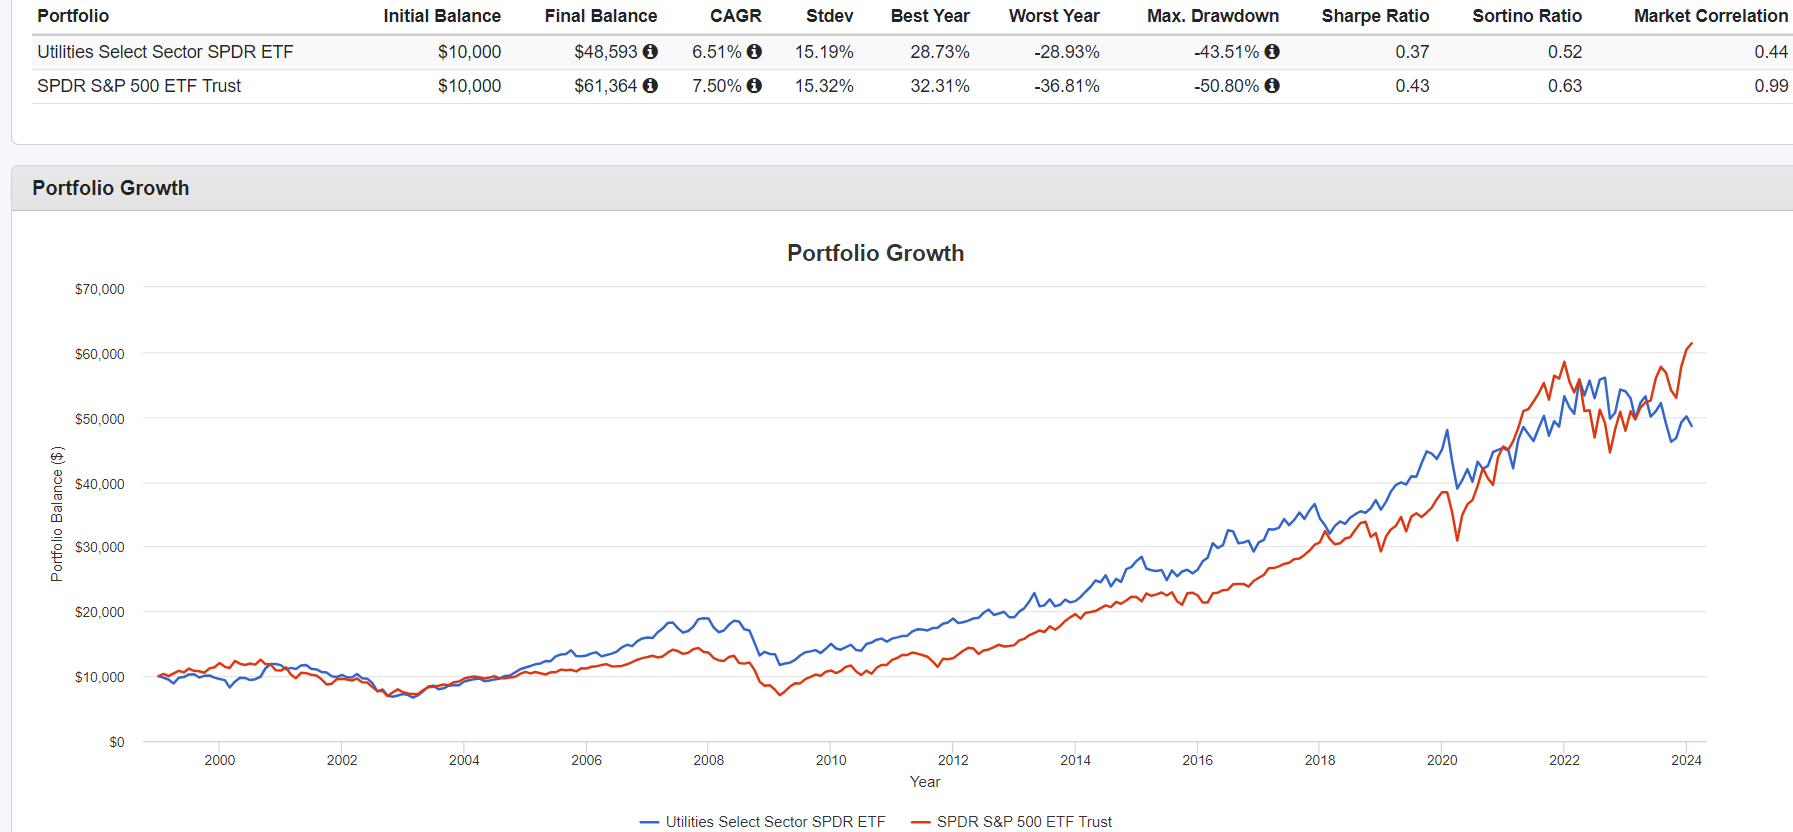 Portfolio Initial Balance Final Balance CAGR Stdev Best Year Worst Year Max. Drawdown Sharpe Ratio Sortino Ratio Market Correlation
Utilities Select Sector SPDR ETF $10,000 $48,593 6.51% 15.19% 28.73% -28.93% -43.51% 0.37 0.52 0.44
SPDR S&P 500 ETF Trust $10,000 $61,364 7.50% 15.32% 32.31% -36.81% -50.80% 0.43 0.63 0.99
Portfolio Growth
Portfolio Growth
$70,000
$60,000
$50,000
$40,000
$30,000
$20,000
$10,000
$0
Portfolio Balance ($)
2000 2002 2004 2006 2008 2010 2012 2014 2016 2018 2020 2022 2024
Year
Utilities Select Sector SPDR ETF SPDR S&P 500 ETF Trust